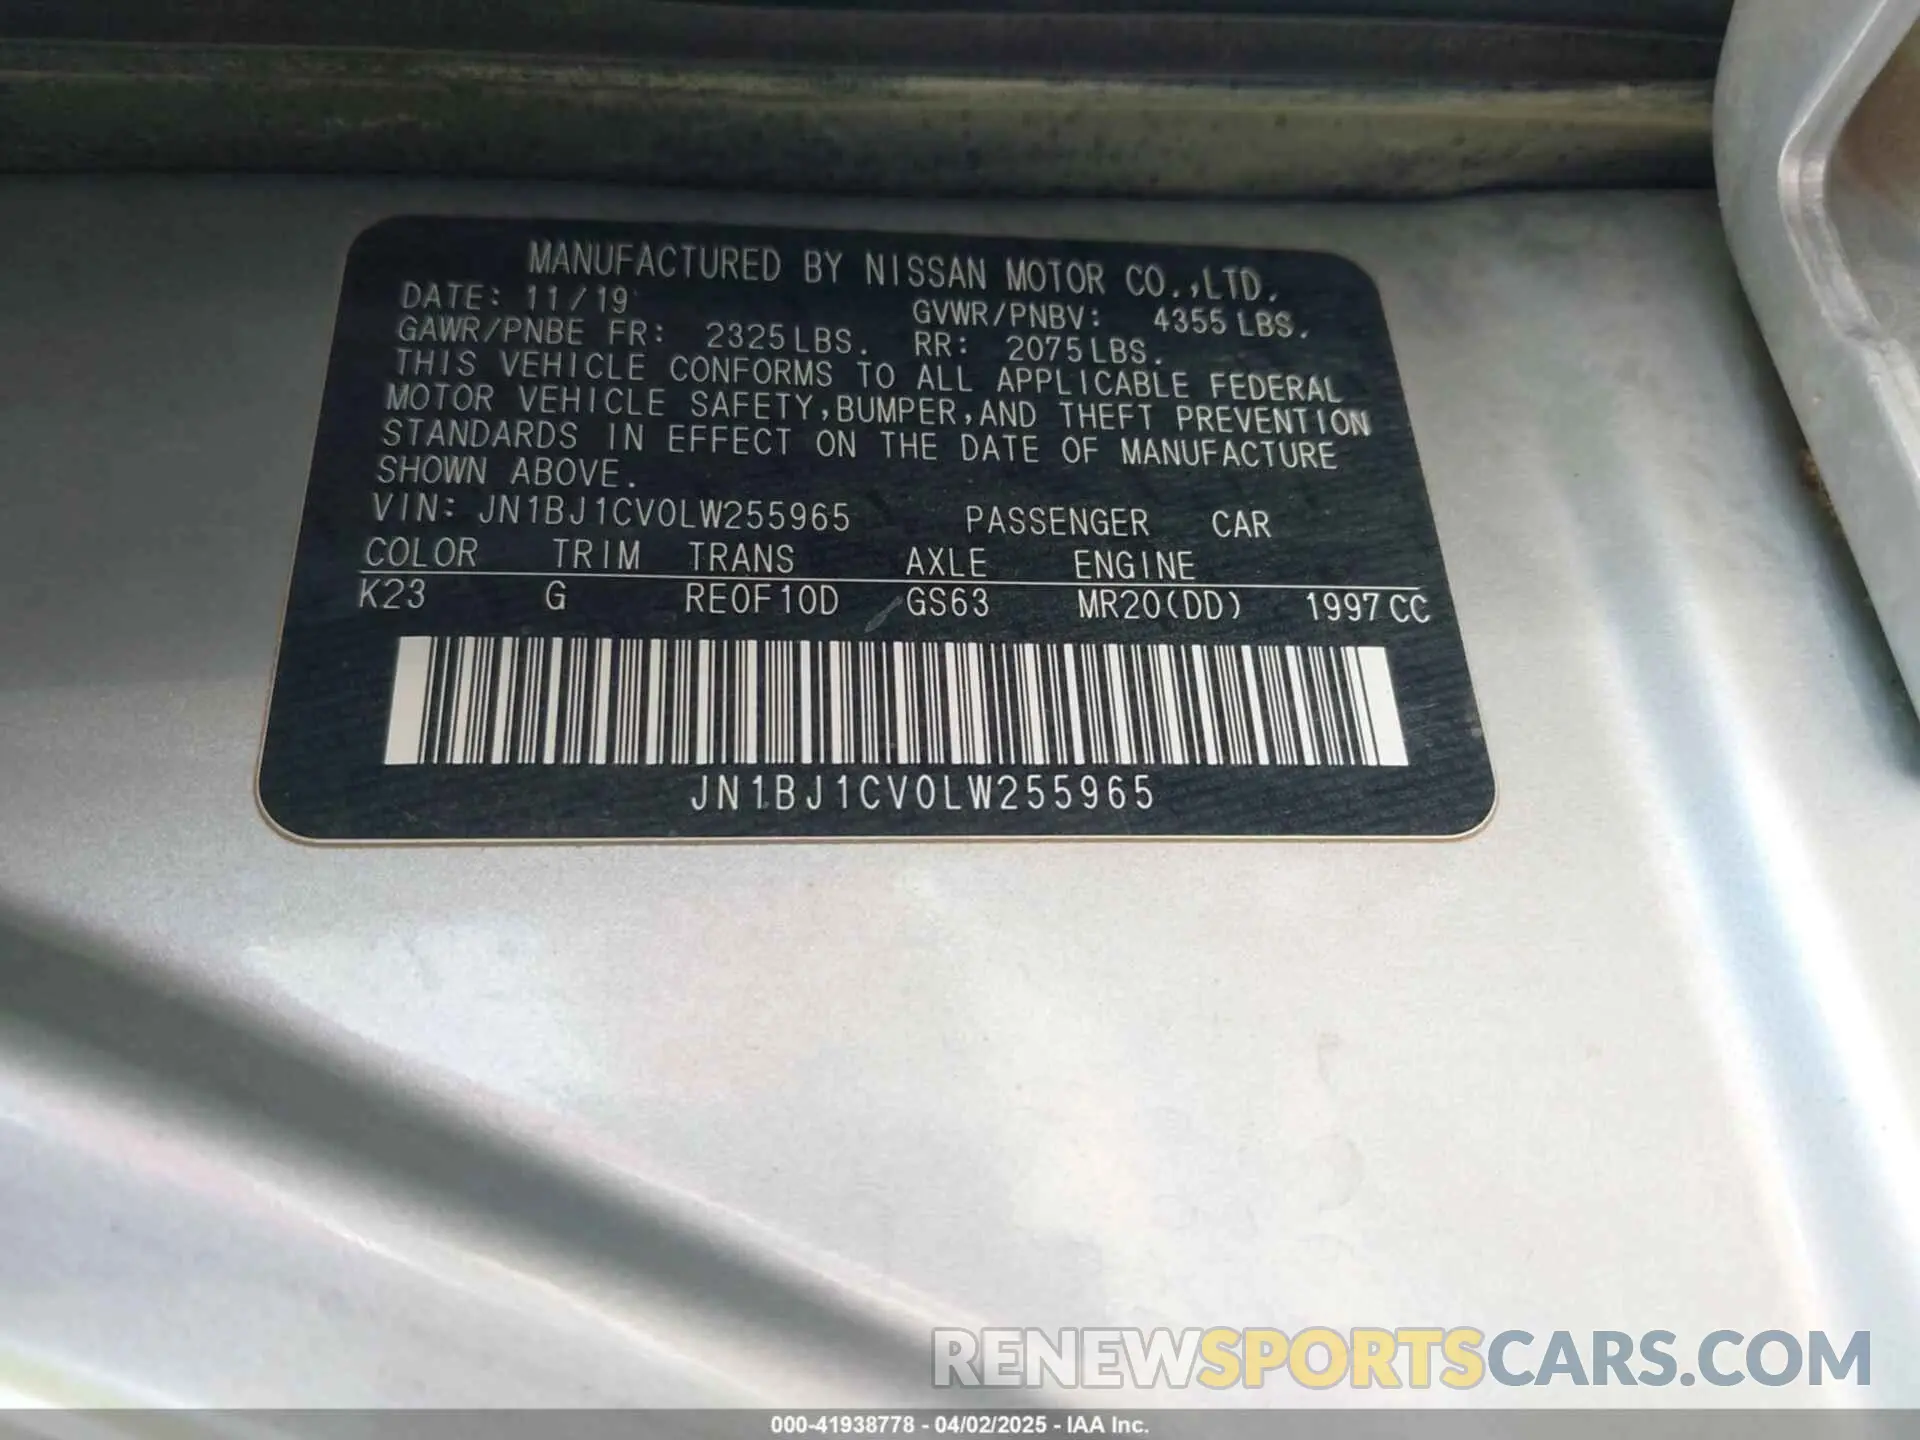 MANUFACTURED BY NISSAN MOTOR CO.,LTD.
DATE: 11/19 GVWR/PNBV: 4355 LBS.
GAWR/PNBE FR: 2325 LBS. RR: 2075 LBS.
THIS VEHICLE CONFORMS TO ALL APPLICABLE FEDERAL
MOTOR VEHICLE SAFETY, BUMPER, AND THEFT PREVENTION
STANDARDS IN EFFECT ON THE DATE OF MANUFACTURE
SHOWN ABOVE.
VIN: JN1BJ1CV0LW255965 PASSENGER CAR
COLOR TRIM TRANS AXLE ENGINE
K23 G RE0F10D GS63 MR20(DD) 1997 CC
JN1BJ1CV0LW255965
RENEWSPORTSCARS.COM
000-41938778 - 04/02/2025 - IAA Inc.